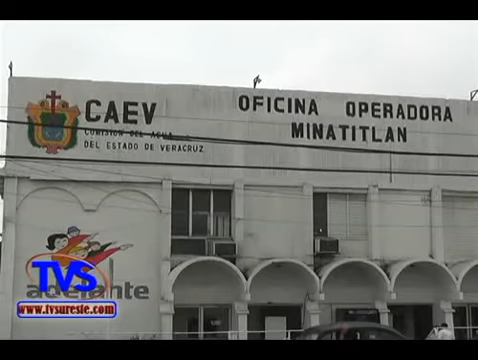 CAEV
COMISION DEL AGUA
DEL ESTADO DE VERACRUZ
OFICINA OPERADORA
MINATITLAN
TVS
adelante
www.tvsureste.com